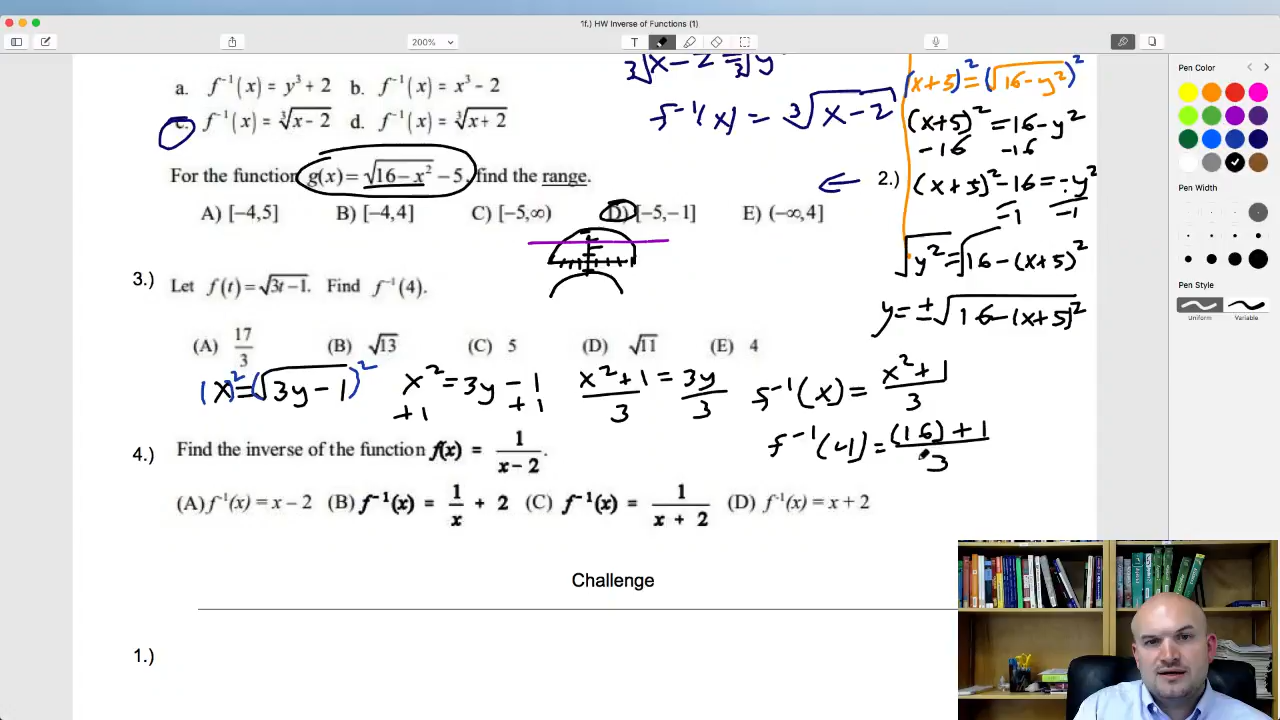 1f.) HW Inverse of Functions (1)
200%
T
Pen Color
Pen Width
Pen Style
Uniform
Variable
a. f⁻¹(x) = y³ + 2 b. f⁻¹(x) = x³ − 2
c. f⁻¹(x) = ∛(x − 2) d. f⁻¹(x) = ∛(x + 2)
∛x − 2 = ∛y³
f⁻¹(x) = ∛(x − 2)
For the function g(x) = √(16 − x²) − 5, find the range.
A) [−4,5] B) [−4,4] C) [−5,∞) D) [−5,−1] E) (−∞,4]
2.)
(x+5)² = (√(16−y²))²
(x+5)² = 16−y²
−16 −16
(x+5)²−16 = −y²
−1 −1
√y² = √(16−(x+5)²)
y = ±√(16−(x+5)²)
3.) Let f(t) = √(3t−1). Find f⁻¹(4).
(A) 17/3 (B) √13 (C) 5 (D) √11 (E) 4
(x)² = (√(3y−1))² x² = 3y − 1 (x²+1)/3 = 3y/3 f⁻¹(x) = (x²+1)/3
+1 +1
f⁻¹(4) = ((16)+1)/3
4.) Find the inverse of the function f(x) = 1/(x−2).
(A) f⁻¹(x) = x − 2 (B) f⁻¹(x) = 1/x + 2 (C) f⁻¹(x) = 1/(x + 2) (D) f⁻¹(x) = x + 2
Challenge
1.)